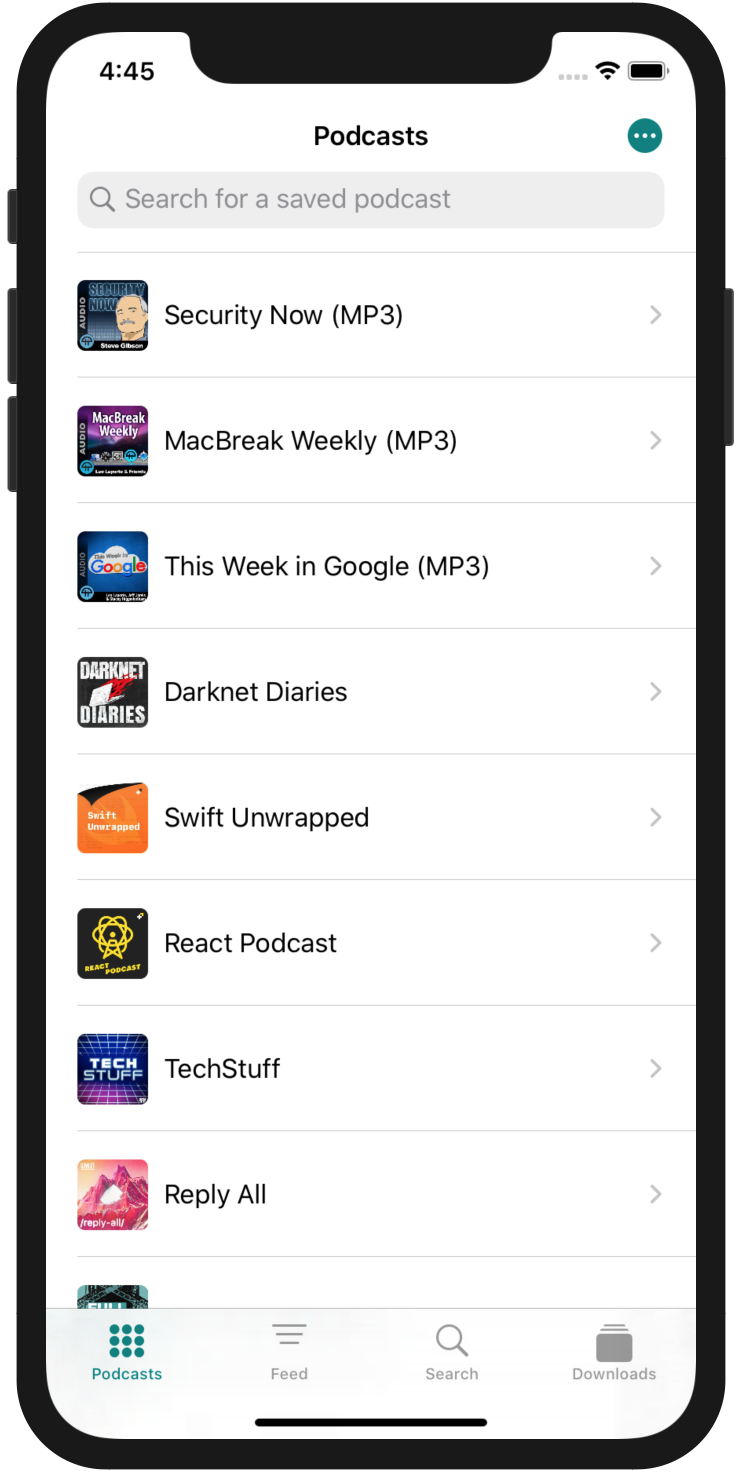 4:45
Podcasts
Search for a saved podcast
SECURITY
NOW
AUDIO
Steve Gibson
Security Now (MP3)
MacBreak
Weekly
AUDIO
Leo Laporte & Friends
MacBreak Weekly (MP3)
This Week in
Google
AUDIO
This Week in Google (MP3)
DARKNET
DIARIES
Darknet Diaries
Swift
Unwrapped
Swift Unwrapped
REACT
PODCAST
React Podcast
TECH
STUFF
TechStuff
/reply-all/
Reply All
FULL
Podcasts
Feed
Search
Downloads